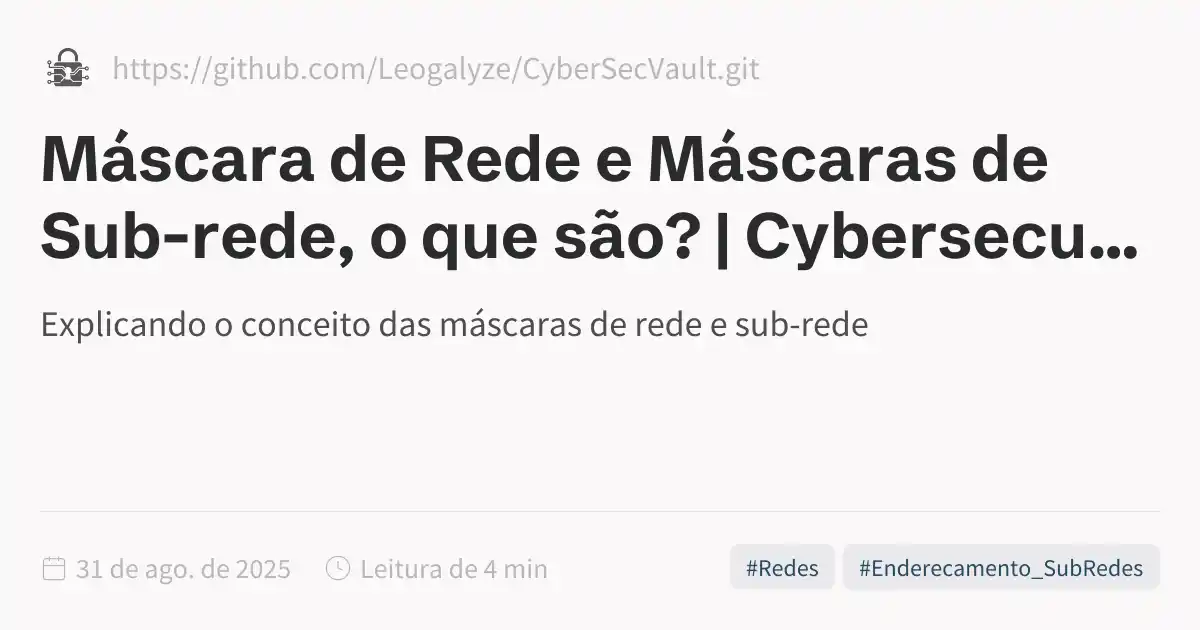 https://github.com/Leogalyze/CyberSecVault.git
Máscara de Rede e Máscaras de
Sub-rede, o que são? | Cybersecu...
Explicando o conceito das máscaras de rede e sub-rede
31 de ago. de 2025 Leitura de 4 min #Redes #Enderecamento_SubRedes